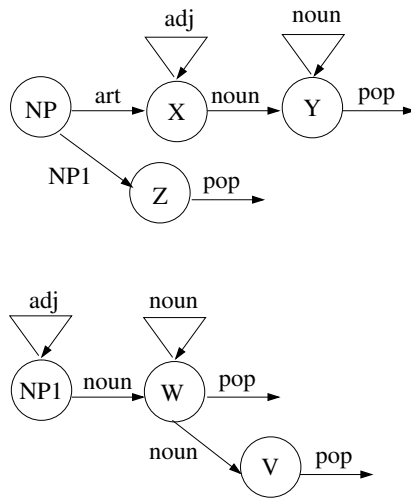 adj noun
NP art X noun Y pop
NP1 Z pop
adj noun
NP1 noun W pop
noun V pop